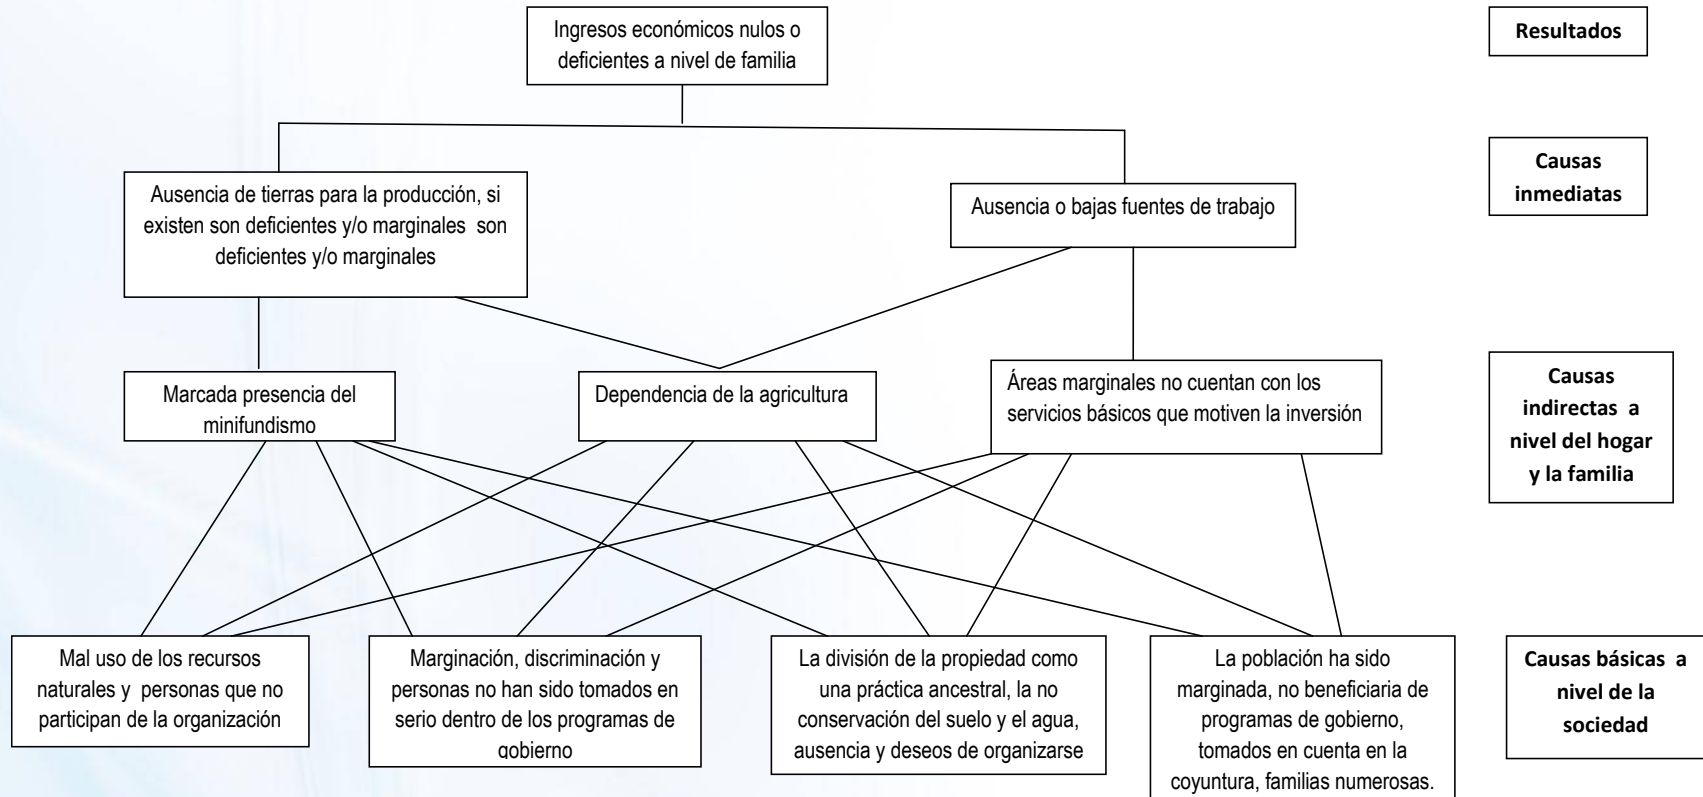 Ingresos económicos nulos o
deficientes a nivel de familia
Resultados
Ausencia de tierras para la producción, si
existen son deficientes y/o marginales son
deficientes y/o marginales
Ausencia o bajas fuentes de trabajo
Causas
inmediatas
Marcada presencia del
minifundismo
Dependencia de la agricultura
Áreas marginales no cuentan con los
servicios básicos que motiven la inversión
Causas
indirectas a
nivel del hogar
y la familia
Mal uso de los recursos
naturales y personas que no
participan de la organización
Marginación, discriminación y
personas no han sido tomados en
serio dentro de los programas de
gobierno
La división de la propiedad como
una práctica ancestral, la no
conservación del suelo y el agua,
ausencia y deseos de organizarse
La población ha sido
marginada, no beneficiaria de
programas de gobierno,
tomados en cuenta en la
coyuntura, familias numerosas.
Causas básicas a
nivel de la
sociedad